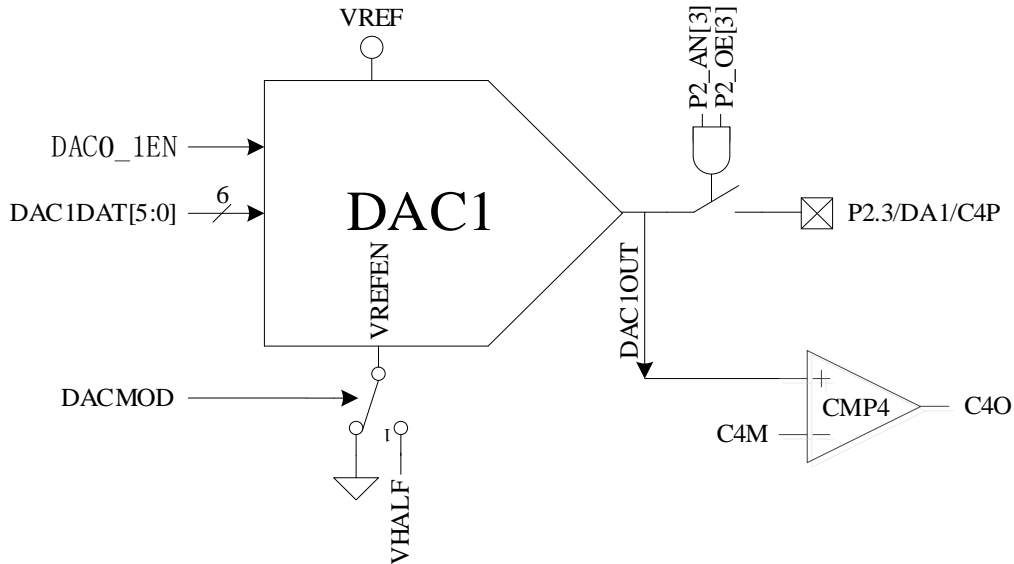 VREF
P2_AN[3]
P2_OE[3]
DAC0_1EN
DAC1DAT[5:0]
6
DAC1
P2.3/DA1/C4P
VREFEN
DAC1OUT
DACMOD
CMP4
+
C4O
C4M
−
1
VHALF